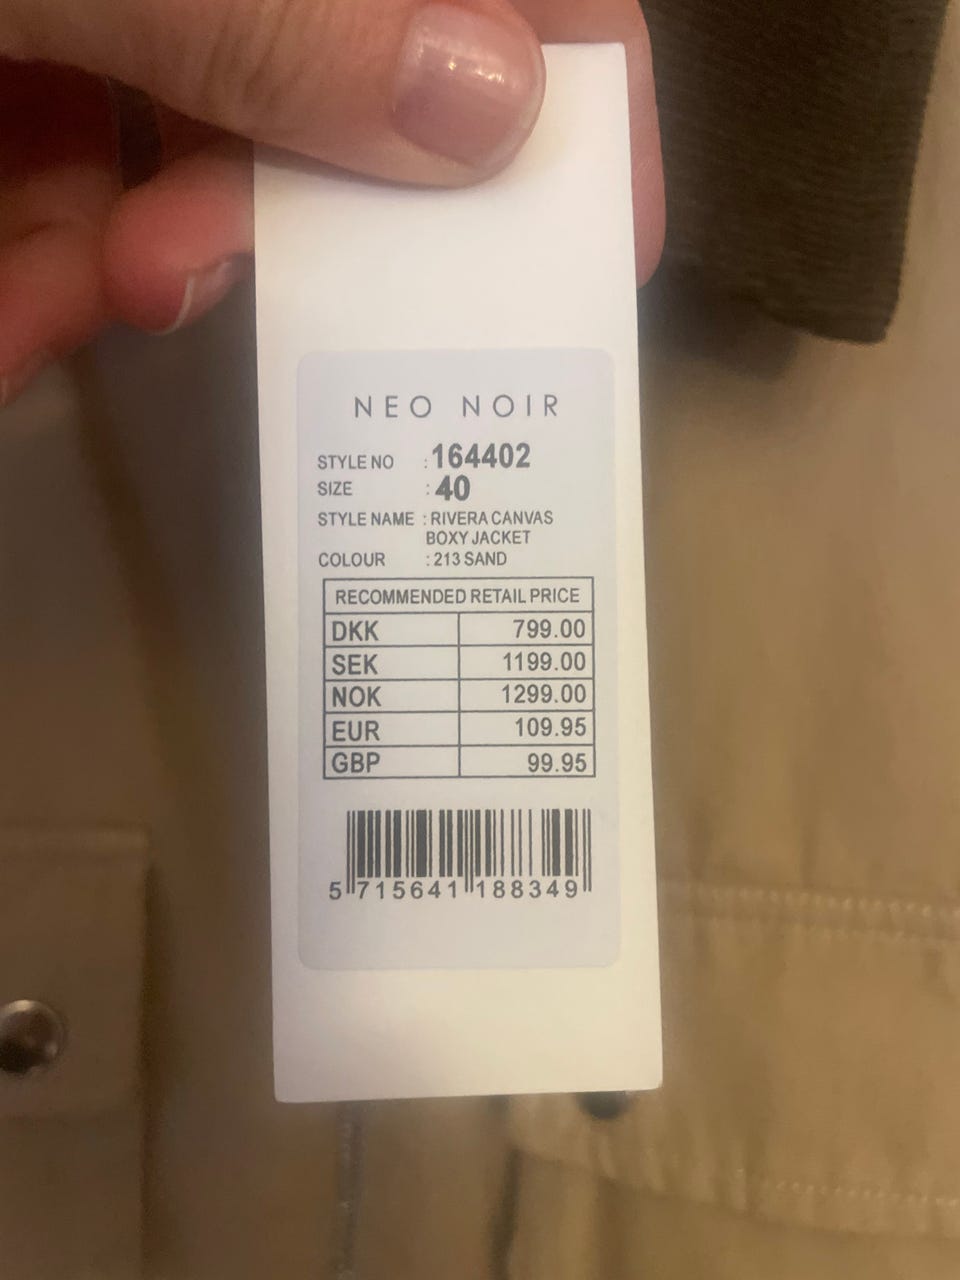 NEO NOIR
STYLE NO : 164402
SIZE : 40
STYLE NAME : RIVERA CANVAS
BOXY JACKET
COLOUR : 213 SAND
RECOMMENDED RETAIL PRICE
DKK 799.00
SEK 1199.00
NOK 1299.00
EUR 109.95
GBP 99.95
5 715641 188349